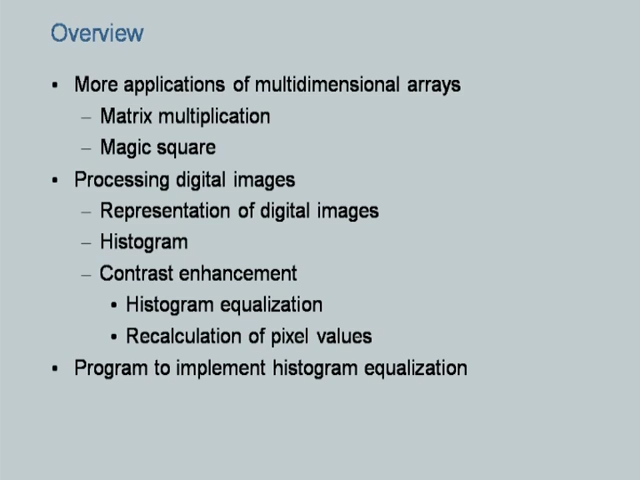 Overview
• More applications of multidimensional arrays
– Matrix multiplication
– Magic square
• Processing digital images
– Representation of digital images
– Histogram
– Contrast enhancement
• Histogram equalization
• Recalculation of pixel values
• Program to implement histogram equalization